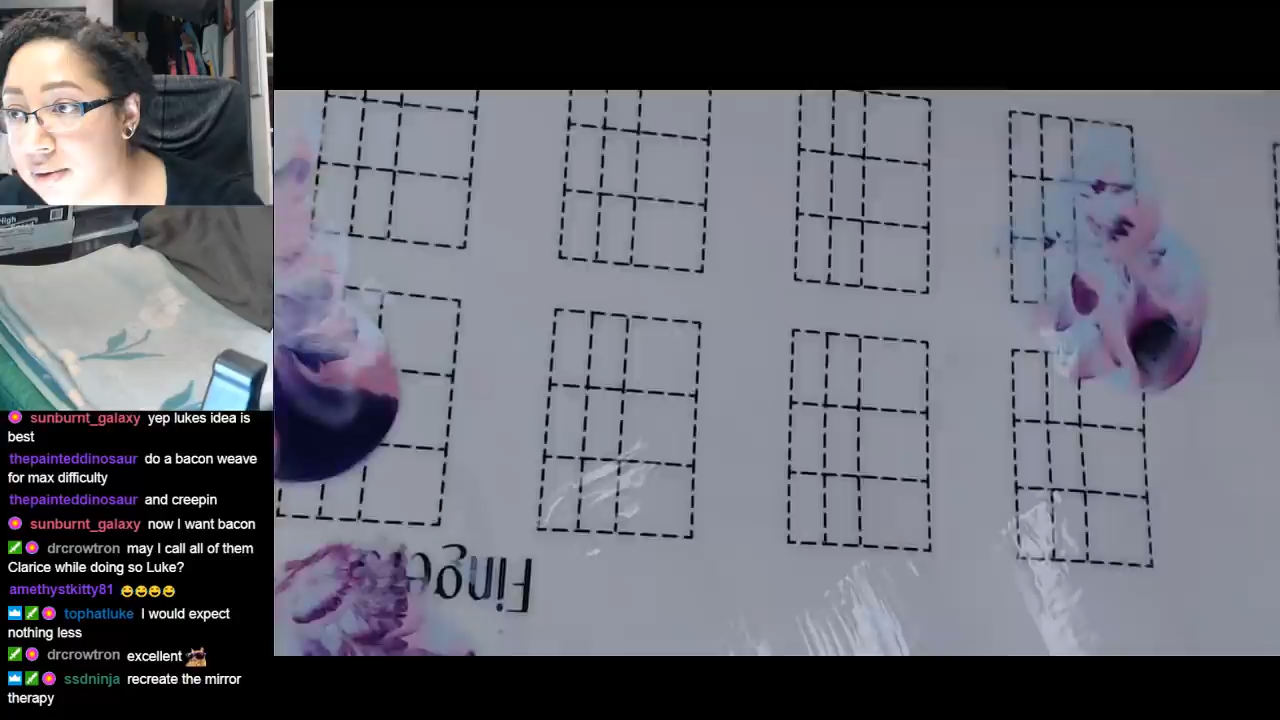 High
sunburnt_galaxy yep lukes idea is
best
thepainteddinosaur do a bacon weave
for max difficulty
thepainteddinosaur and creepin
sunburnt_galaxy now I want bacon
drcrowtron may I call all of them
Clarice while doing so Luke?
amethystkitty81 😂😂😂😂
tophatluke I would expect
nothing less
drcrowtron excellent
ssdninja recreate the mirror
therapy